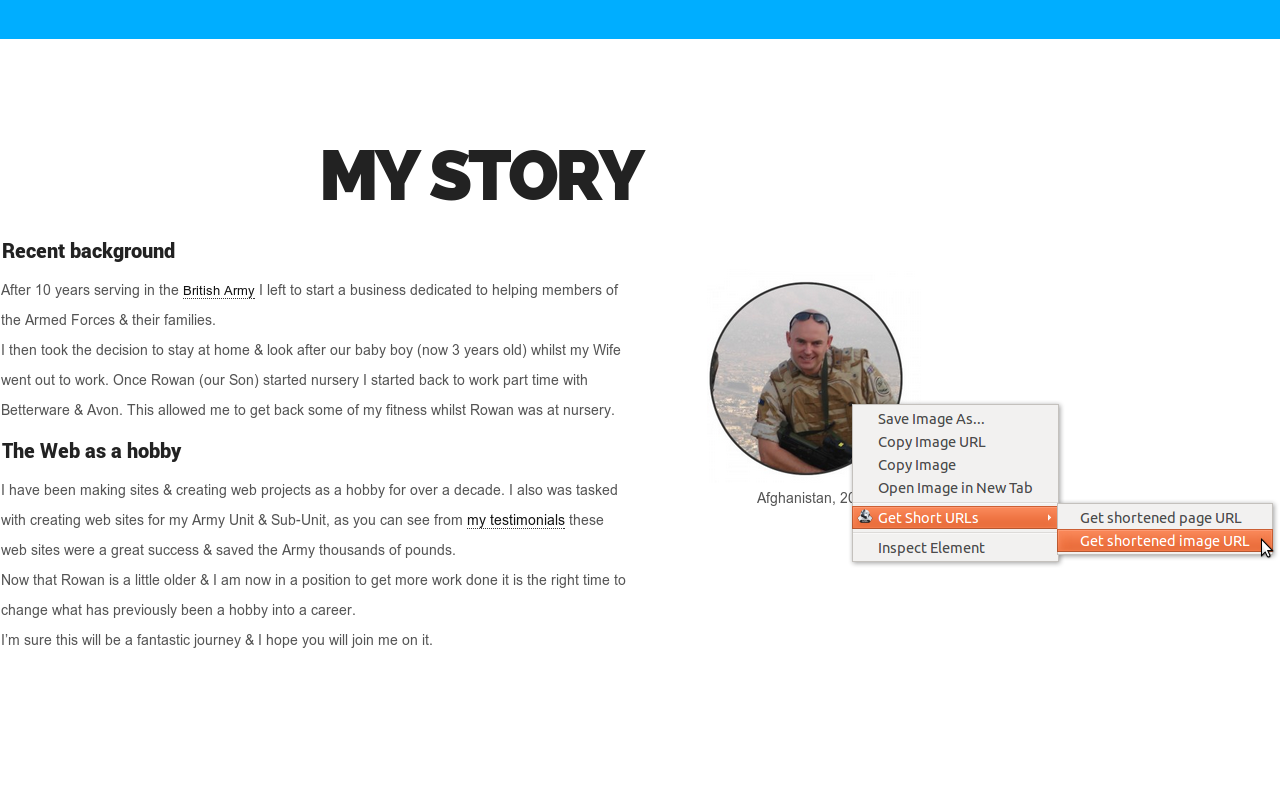 MY STORY
Recent background
After 10 years serving in the British Army I left to start a business dedicated to helping members of
the Armed Forces & their families.
I then took the decision to stay at home & look after our baby boy (now 3 years old) whilst my Wife
went out to work. Once Rowan (our Son) started nursery I started back to work part time with
Betterware & Avon. This allowed me to get back some of my fitness whilst Rowan was at nursery.
The Web as a hobby
I have been making sites & creating web projects as a hobby for over a decade. I also was tasked
with creating web sites for my Army Unit & Sub-Unit, as you can see from my testimonials these
web sites were a great success & saved the Army thousands of pounds.
Now that Rowan is a little older & I am now in a position to get more work done it is the right time to
change what has previously been a hobby into a career.
I'm sure this will be a fantastic journey & I hope you will join me on it.
Afghanistan,
Save Image As...
Copy Image URL
Copy Image
Open Image in New Tab
Get Short URLs
Inspect Element
Get shortened page URL
Get shortened image URL